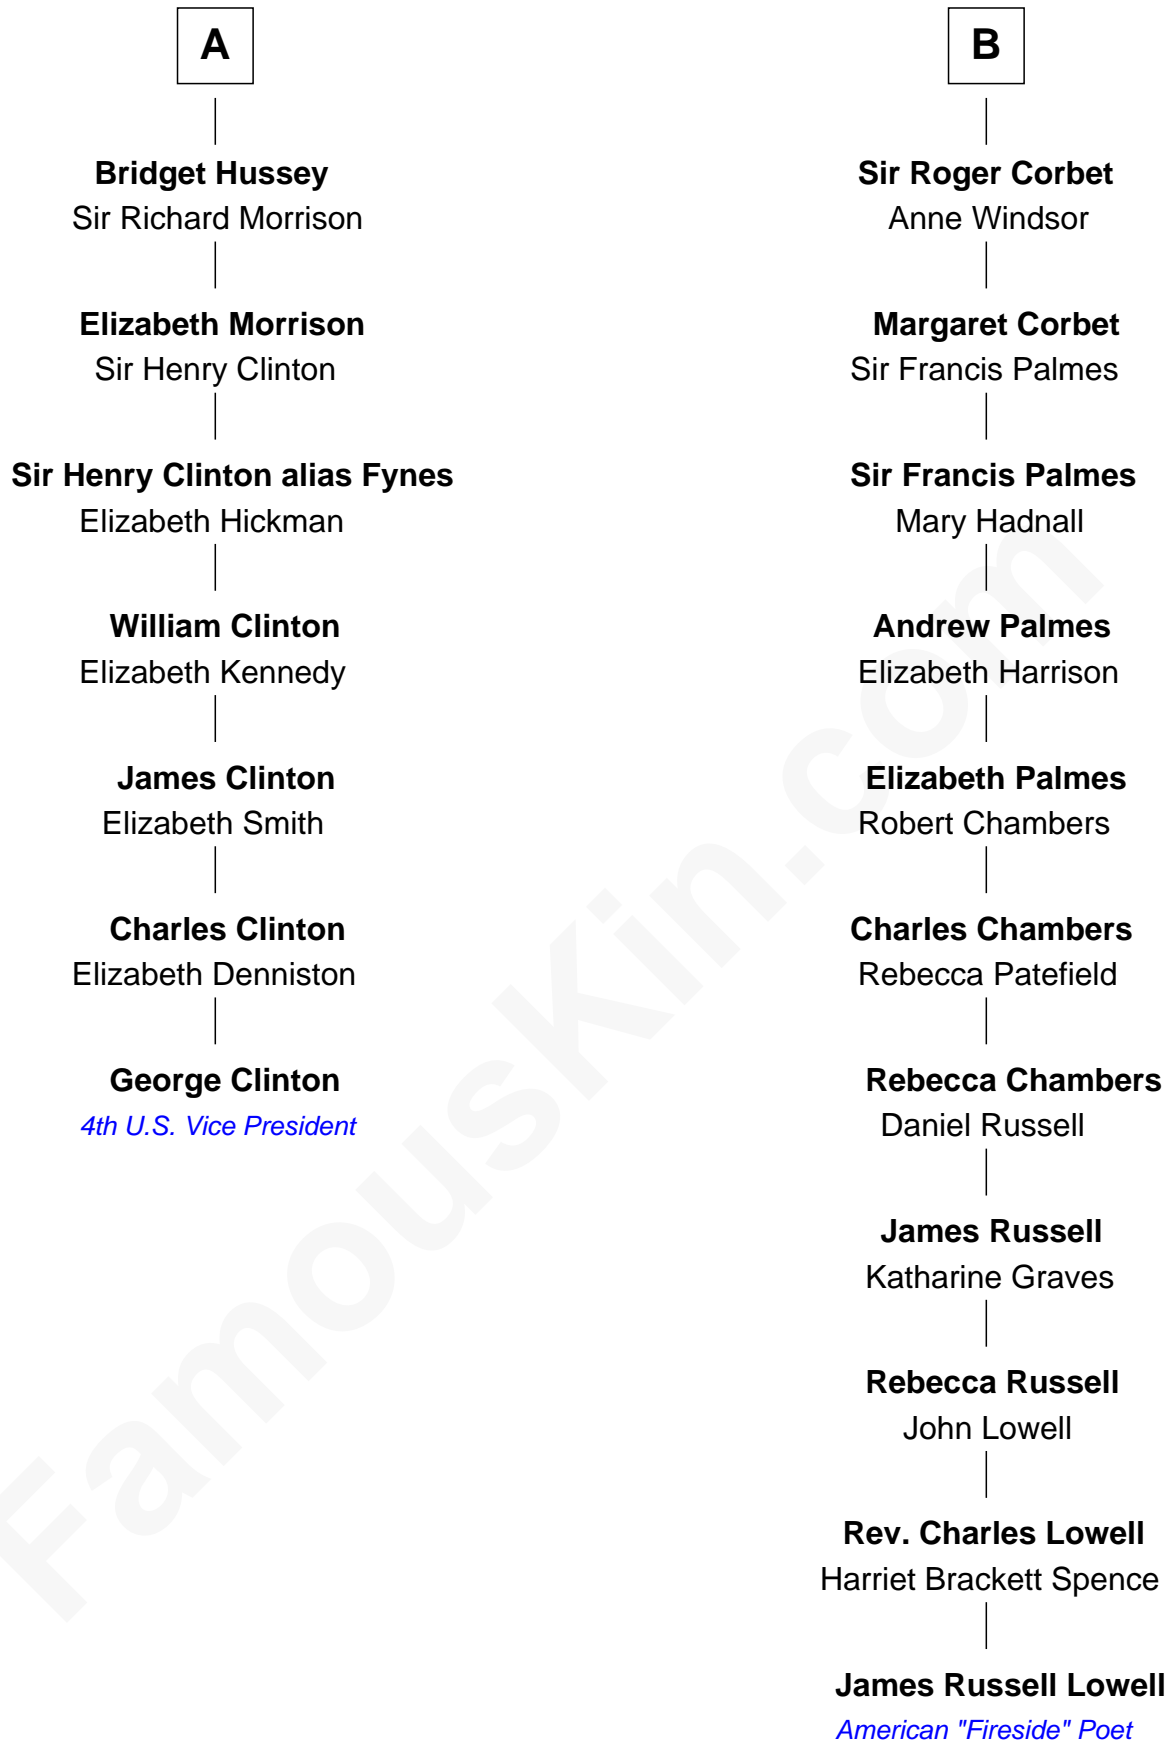 A
Bridget Hussey
Sir Richard Morrison
Elizabeth Morrison
Sir Henry Clinton
Sir Henry Clinton alias Fynes
Elizabeth Hickman
William Clinton
Elizabeth Kennedy
James Clinton
Elizabeth Smith
Charles Clinton
Elizabeth Denniston
George Clinton
4th U.S. Vice President
B
Sir Roger Corbet
Anne Windsor
Margaret Corbet
Sir Francis Palmes
Sir Francis Palmes
Mary Hadnall
Andrew Palmes
Elizabeth Harrison
Elizabeth Palmes
Robert Chambers
Charles Chambers
Rebecca Patefield
Rebecca Chambers
Daniel Russell
James Russell
Katharine Graves
Rebecca Russell
John Lowell
Rev. Charles Lowell
Harriet Brackett Spence
James Russell Lowell
American "Fireside" Poet
FamousKin.com